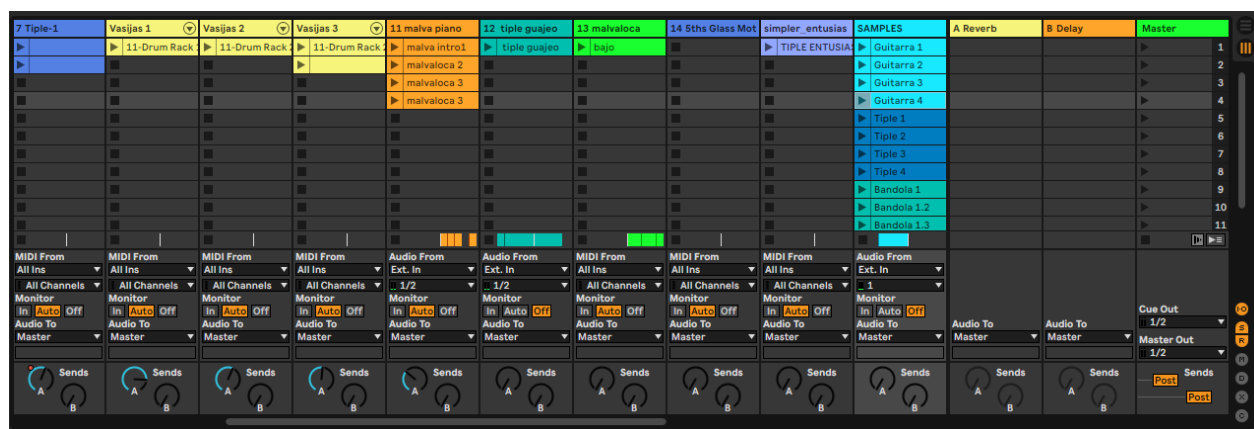 7 Tiple-1 Vasijas 1 Vasijas 2 Vasijas 3 11 malva piano 12 tiple guajeo 13 malvaloca 14 5ths Glass Mot simpler_entusias SAMPLES A Reverb B Delay Master
11-Drum Rack 11-Drum Rack 11-Drum Rack malva intro1 tiple guajeo bajo TIPLE ENTUSIA Guitarra 1 1
malvaloca 2 Guitarra 2 2
malvaloca 3 Guitarra 3 3
malvaloca 3 Guitarra 4 4
Tiple 1 5
Tiple 2 6
Tiple 3 7
Tiple 4 8
Bandola 1 9
Bandola 1.2 10
Bandola 1.3 11
MIDI From MIDI From MIDI From MIDI From Audio From Audio From MIDI From MIDI From MIDI From Audio From
All Ins All Ins All Ins All Ins Ext. In Ext. In All Ins All Ins All Ins Ext. In
All Channels All Channels All Channels All Channels 1/2 1/2 All Channels All Channels All Channels 1
Monitor Monitor Monitor Monitor Monitor Monitor Monitor Monitor Monitor Monitor
In Auto Off In Auto Off In Auto Off In Auto Off In Auto Off In Auto Off In Auto Off In Auto Off In Auto Off In Auto Off Cue Out
Audio To Audio To Audio To Audio To Audio To Audio To Audio To Audio To Audio To Audio To Audio To Audio To 1/2
Master Master Master Master Master Master Master Master Master Master Master Master Master Out
1/2
Sends Sends Sends Sends Sends Sends Sends Sends Sends Sends Sends Sends Sends
A A A A A A A A A A A A Post
B B B B B B B B B B B B Post
I·O
S
R
M
D
X
C